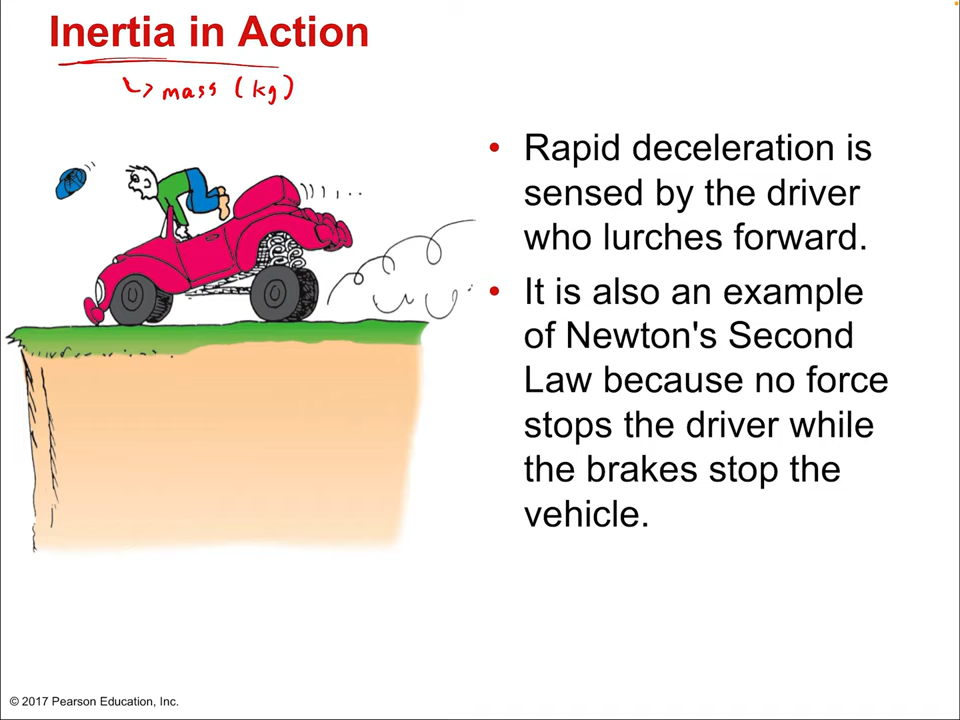 Inertia in Action
↳ mass (kg)
• Rapid deceleration is
sensed by the driver
who lurches forward.
• It is also an example
of Newton's Second
Law because no force
stops the driver while
the brakes stop the
vehicle.
© 2017 Pearson Education, Inc.